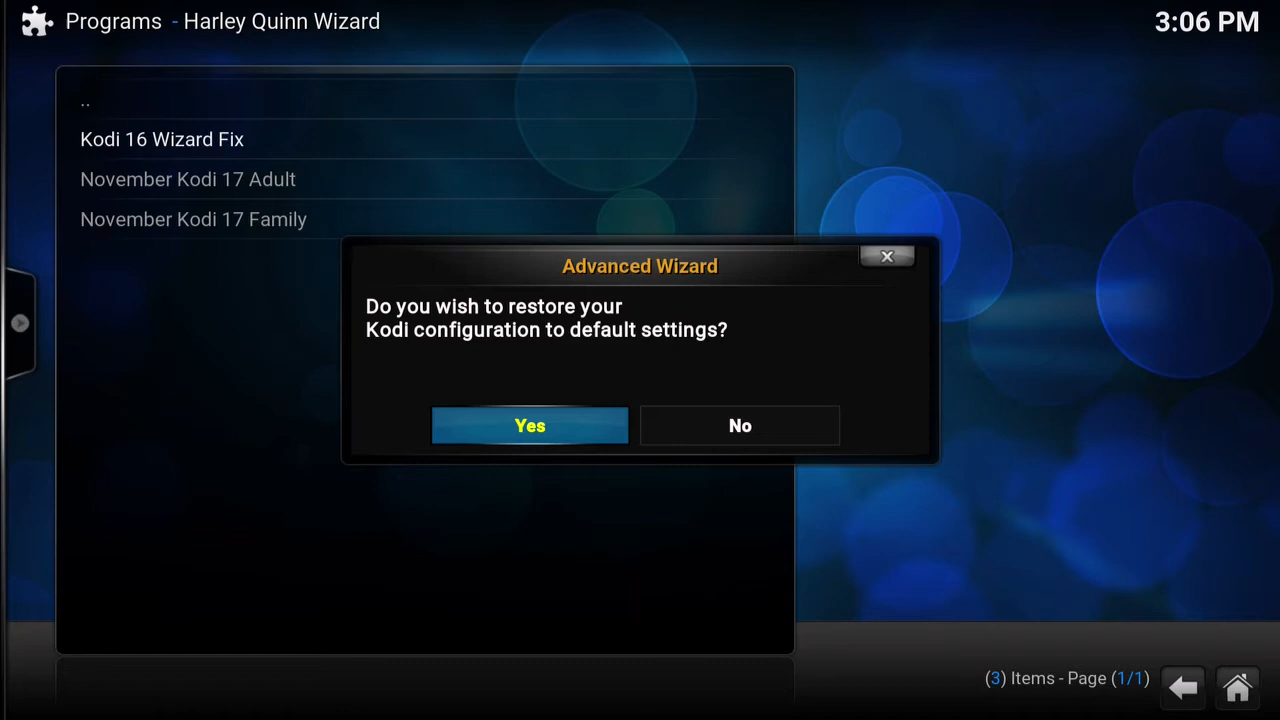 Programs - Harley Quinn Wizard
3:06 PM
..
Kodi 16 Wizard Fix
November Kodi 17 Adult
November Kodi 17 Family
Advanced Wizard
Do you wish to restore your
Kodi configuration to default settings?
Yes
No
(3) Items - Page (1/1)